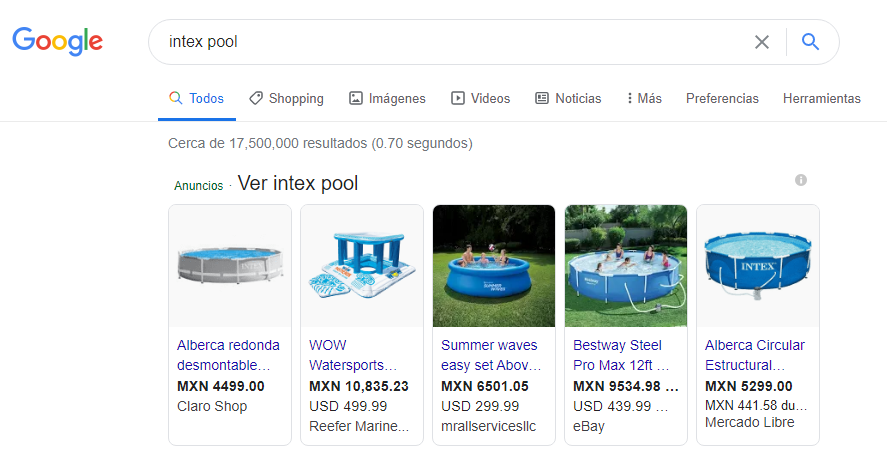 Google
intex pool
Todos
Shopping
Imágenes
Videos
Noticias
Más
Preferencias
Herramientas
Cerca de 17,500,000 resultados (0.70 segundos)
Anuncios · Ver intex pool
INTEX
SUMMER
WAVES
INTEX
Alberca redonda
desmontable...
MXN 4499.00
Claro Shop
WOW
Watersports...
MXN 10,835.23
USD 499.99
Reefer Marine...
Summer waves
easy set Abov...
MXN 6501.05
USD 299.99
mrallservicesllc
Bestway Steel
Pro Max 12ft ...
MXN 9534.98 ...
USD 439.99 ...
eBay
Alberca Circular
Estructural...
MXN 5299.00
MXN 441.58 du...
Mercado Libre